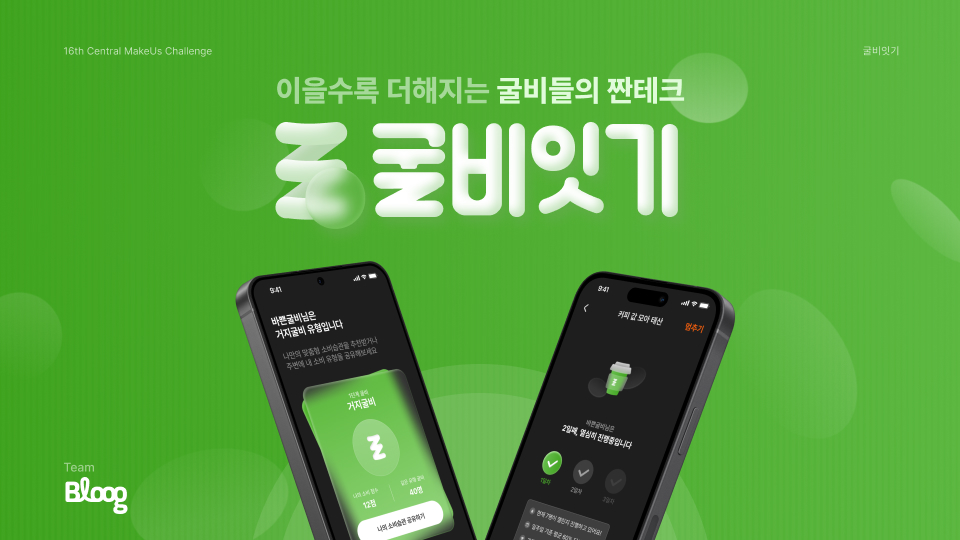 16th Central MakeUs Challenge
굴비잇기
이을수록 더해지는 굴비들의 짠테크
굴비잇기
9:41
바쁜굴비님은
거지굴비 유형입니다
나만의 맞춤형 소비습관을 추천받거나
주변에 내 소비 유형을 공유해보세요
거지굴비
12점
40명
나의 소비습관 공유하기
9:41
커피 값 모아 태산
멈추기
바쁜굴비님은
2일째, 열심히 진행중입니다
1일차
2일차
Team
Bloog